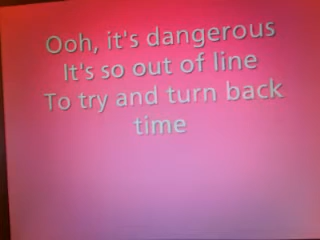 Ooh, it's dangerous
It's so out of line
To try and turn back
time